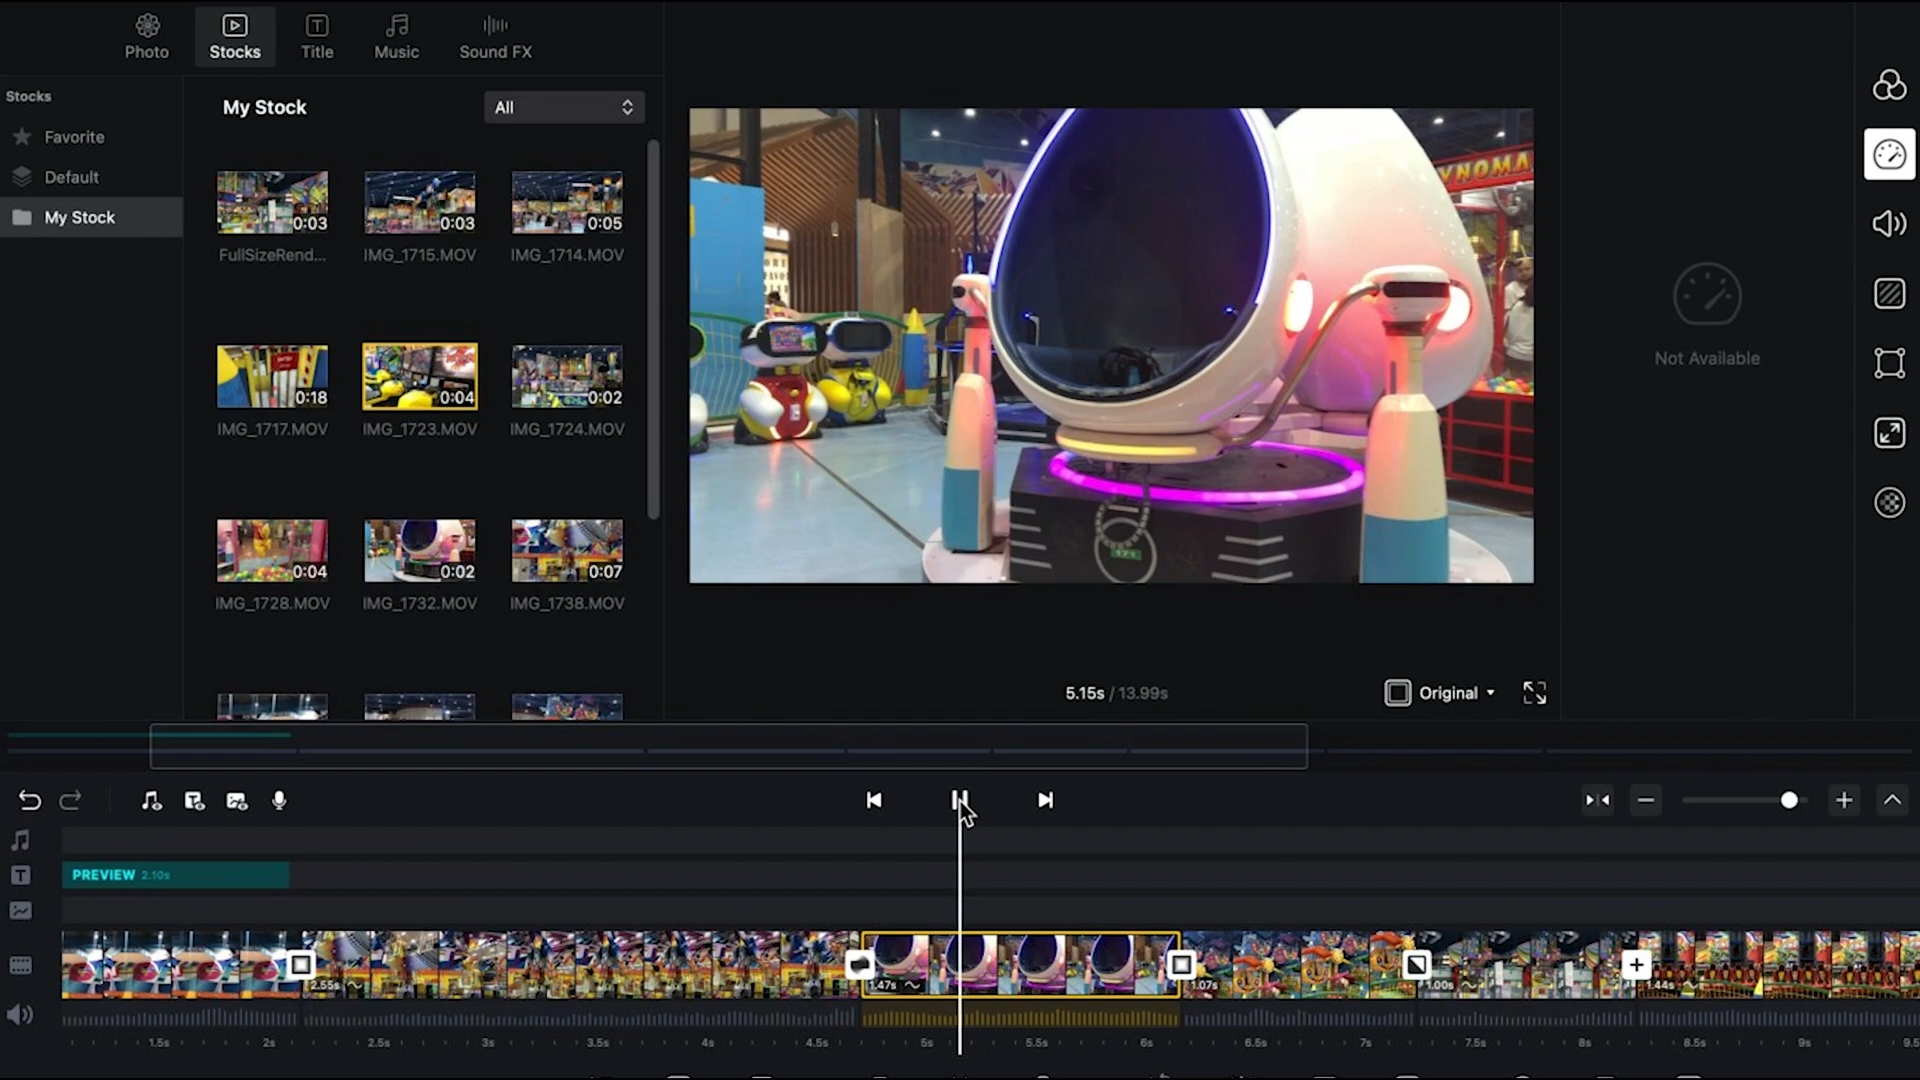 Photo
Stocks
Title
Music
Sound FX
Stocks
Favorite
Default
My Stock
My Stock
All
0:03
0:03
0:05
FullSizeRend...
IMG_1715.MOV
IMG_1714.MOV
0:18
0:04
0:02
IMG_1717.MOV
IMG_1723.MOV
IMG_1724.MOV
0:04
0:02
0:07
IMG_1728.MOV
IMG_1732.MOV
IMG_1738.MOV
YNOMA
Not Available
5.15s / 13.99s
Original
PREVIEW 2.10s
2.55s
1.47s
1.07s
1.00s
1.44s
1.5s
2s
2.5s
3s
3.5s
4s
4.5s
5s
5.5s
6s
6.5s
7s
7.5s
8s
8.5s
9s
9.5